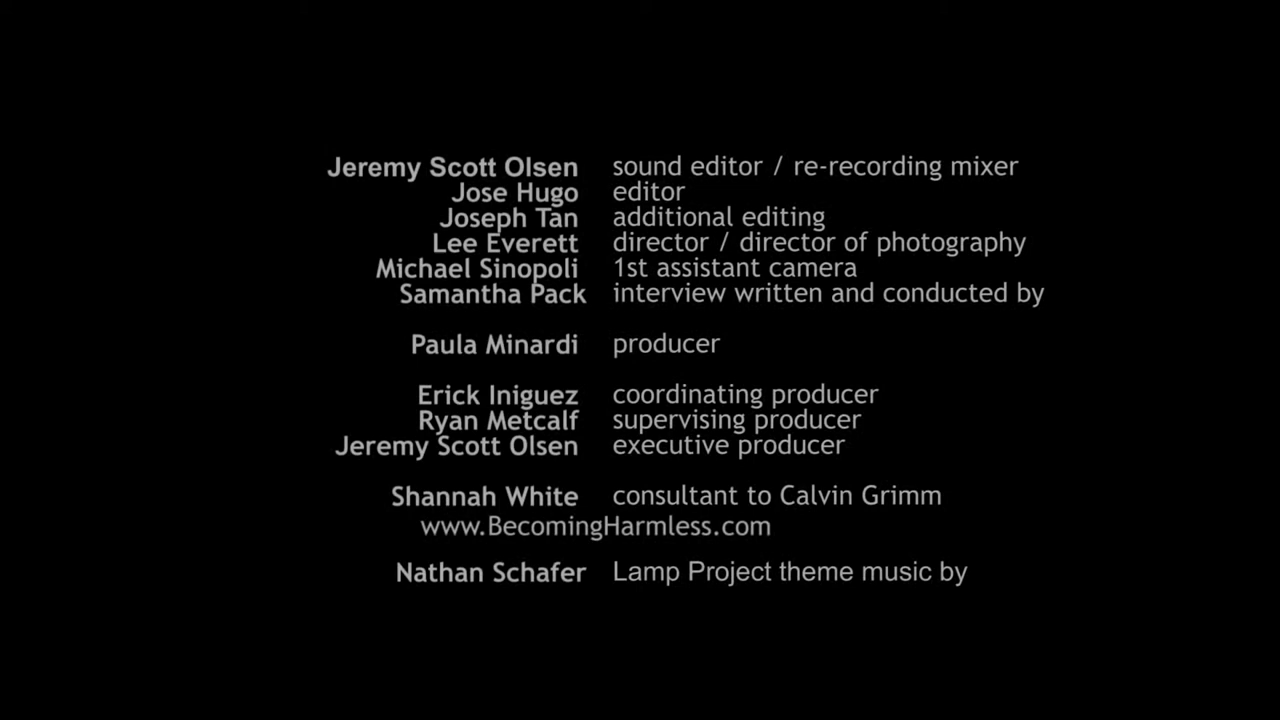 Jeremy Scott Olsen sound editor / re-recording mixer
Jose Hugo editor
Joseph Tan additional editing
Lee Everett director / director of photography
Michael Sinopoli 1st assistant camera
Samantha Pack interview written and conducted by
Paula Minardi producer
Erick Iniguez coordinating producer
Ryan Metcalf supervising producer
Jeremy Scott Olsen executive producer
Shannah White consultant to Calvin Grimm
www.BecomingHarmless.com
Nathan Schafer Lamp Project theme music by